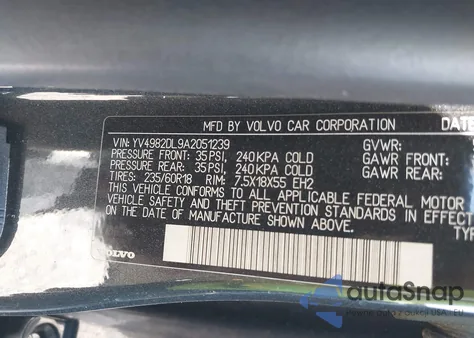 MFD BY VOLVO CAR CORPORATION DATE
VIN: YV4982DL9A2051239 GVWR:
PRESSURE FRONT: 35PSI, 240KPA COLD GAWR FRONT:
PRESSURE REAR: 35PSI, 240KPA COLD GAWR REAR:
TIRES: 235/60R18 RIM: 7.5X18X55 EH2
THIS VEHICLE CONFORMS TO ALL APPLICABLE FEDERAL MOTOR
VEHICLE SAFETY AND THEFT PREVENTION STANDARDS IN EFFECT
ON THE DATE OF MANUFACTURE SHOWN ABOVE. TYP
VOLVO
autoSnap